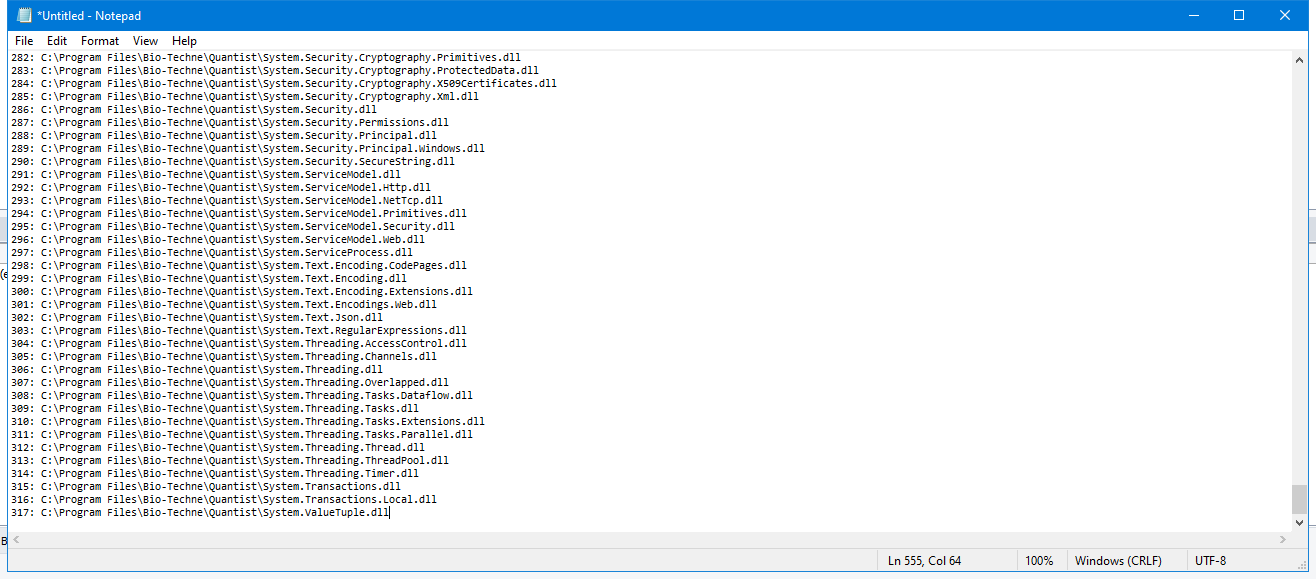 *Untitled - Notepad
File Edit Format View Help
282: C:\Program Files\Bio-Techne\Quantist\System.Security.Cryptography.Primitives.dll
283: C:\Program Files\Bio-Techne\Quantist\System.Security.Cryptography.ProtectedData.dll
284: C:\Program Files\Bio-Techne\Quantist\System.Security.Cryptography.X509Certificates.dll
285: C:\Program Files\Bio-Techne\Quantist\System.Security.Cryptography.Xml.dll
286: C:\Program Files\Bio-Techne\Quantist\System.Security.dll
287: C:\Program Files\Bio-Techne\Quantist\System.Security.Permissions.dll
288: C:\Program Files\Bio-Techne\Quantist\System.Security.Principal.dll
289: C:\Program Files\Bio-Techne\Quantist\System.Security.Principal.Windows.dll
290: C:\Program Files\Bio-Techne\Quantist\System.Security.SecureString.dll
291: C:\Program Files\Bio-Techne\Quantist\System.ServiceModel.dll
292: C:\Program Files\Bio-Techne\Quantist\System.ServiceModel.Http.dll
293: C:\Program Files\Bio-Techne\Quantist\System.ServiceModel.NetTcp.dll
294: C:\Program Files\Bio-Techne\Quantist\System.ServiceModel.Primitives.dll
295: C:\Program Files\Bio-Techne\Quantist\System.ServiceModel.Security.dll
296: C:\Program Files\Bio-Techne\Quantist\System.ServiceModel.Web.dll
297: C:\Program Files\Bio-Techne\Quantist\System.ServiceProcess.dll
298: C:\Program Files\Bio-Techne\Quantist\System.Text.Encoding.CodePages.dll
299: C:\Program Files\Bio-Techne\Quantist\System.Text.Encoding.dll
300: C:\Program Files\Bio-Techne\Quantist\System.Text.Encoding.Extensions.dll
301: C:\Program Files\Bio-Techne\Quantist\System.Text.Encodings.Web.dll
302: C:\Program Files\Bio-Techne\Quantist\System.Text.Json.dll
303: C:\Program Files\Bio-Techne\Quantist\System.Text.RegularExpressions.dll
304: C:\Program Files\Bio-Techne\Quantist\System.Threading.AccessControl.dll
305: C:\Program Files\Bio-Techne\Quantist\System.Threading.Channels.dll
306: C:\Program Files\Bio-Techne\Quantist\System.Threading.dll
307: C:\Program Files\Bio-Techne\Quantist\System.Threading.Overlapped.dll
308: C:\Program Files\Bio-Techne\Quantist\System.Threading.Tasks.Dataflow.dll
309: C:\Program Files\Bio-Techne\Quantist\System.Threading.Tasks.dll
310: C:\Program Files\Bio-Techne\Quantist\System.Threading.Tasks.Extensions.dll
311: C:\Program Files\Bio-Techne\Quantist\System.Threading.Tasks.Parallel.dll
312: C:\Program Files\Bio-Techne\Quantist\System.Threading.Thread.dll
313: C:\Program Files\Bio-Techne\Quantist\System.Threading.ThreadPool.dll
314: C:\Program Files\Bio-Techne\Quantist\System.Threading.Timer.dll
315: C:\Program Files\Bio-Techne\Quantist\System.Transactions.dll
316: C:\Program Files\Bio-Techne\Quantist\System.Transactions.Local.dll
317: C:\Program Files\Bio-Techne\Quantist\System.ValueTuple.dll
Ln 555, Col 64 100% Windows (CRLF) UTF-8